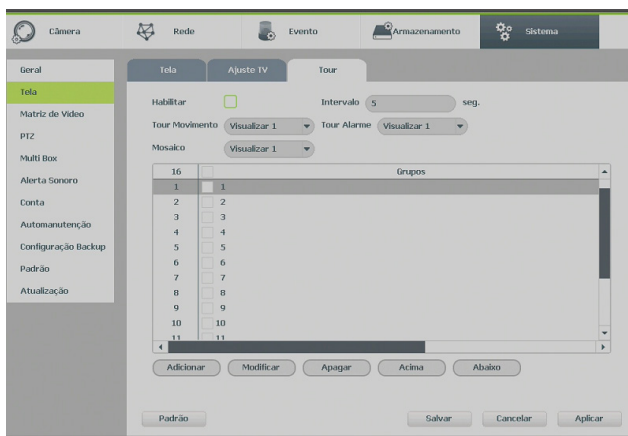 Câmera Rede Evento Armazenamento Sistema
Geral
Tela
Matriz de Video
PTZ
Multi Box
Alerta Sonoro
Conta
Automanutenção
Configuração Backup
Padrão
Atualização
Tela Ajuste TV Tour
Habilitar Intervalo 5 seg.
Tour Movimento Visualizar 1 Tour Alarme Visualizar 1
Mosaico Visualizar 1
16 Grupos
1 1
2 2
3 3
4 4
5 5
6 6
7 7
8 8
9 9
10 10
11 11
Adicionar Modificar Apagar Acima Abaixo
Padrão Salvar Cancelar Aplicar